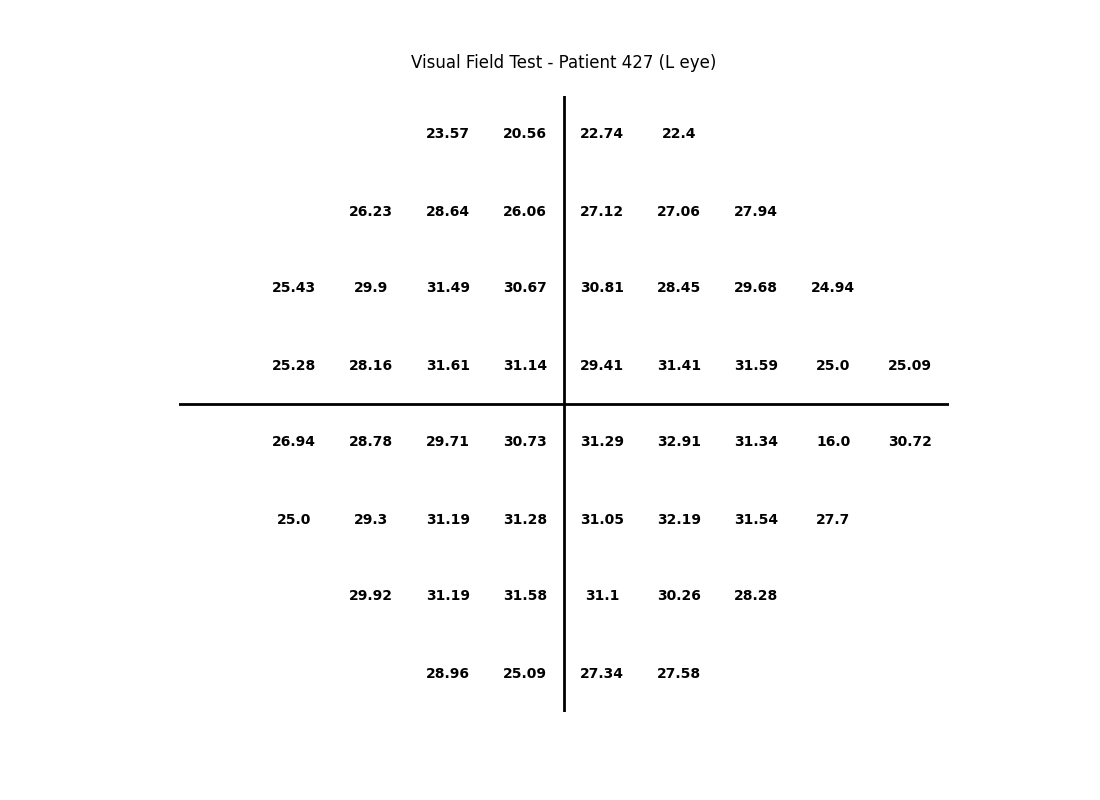 Visual Field Test - Patient 427 (L eye)
23.57 20.56 22.74 22.4
26.23 28.64 26.06 27.12 27.06 27.94
25.43 29.9 31.49 30.67 30.81 28.45 29.68 24.94
25.28 28.16 31.61 31.14 29.41 31.41 31.59 25.0 25.09
26.94 28.78 29.71 30.73 31.29 32.91 31.34 16.0 30.72
25.0 29.3 31.19 31.28 31.05 32.19 31.54 27.7
29.92 31.19 31.58 31.1 30.26 28.28
28.96 25.09 27.34 27.58